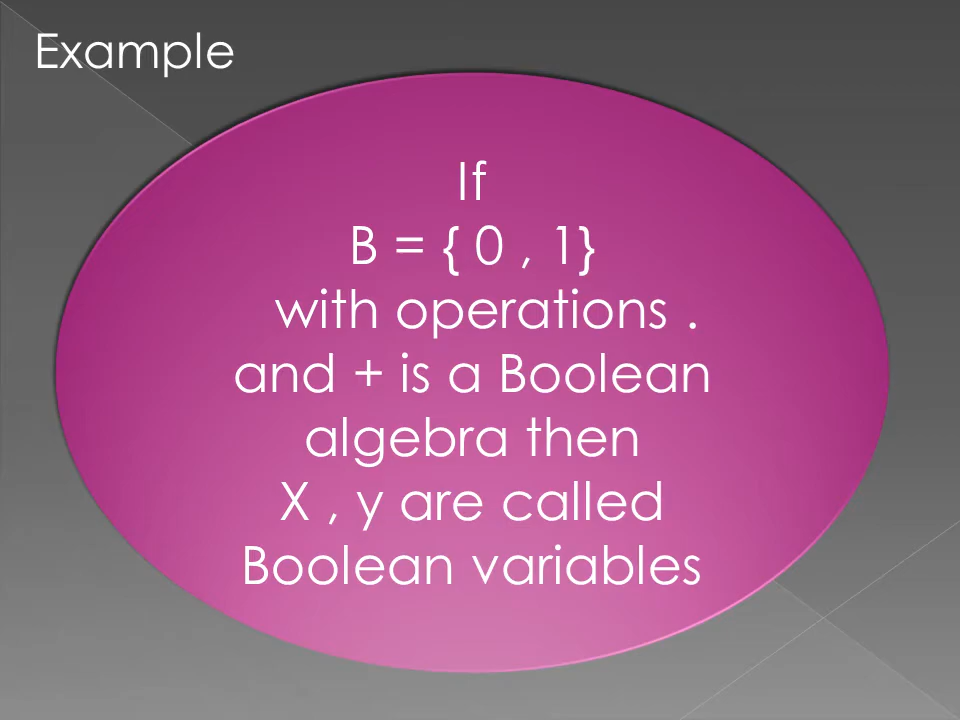 Example
If
B = { 0 , 1}
with operations .
and + is a Boolean
algebra then
X , y are called
Boolean variables